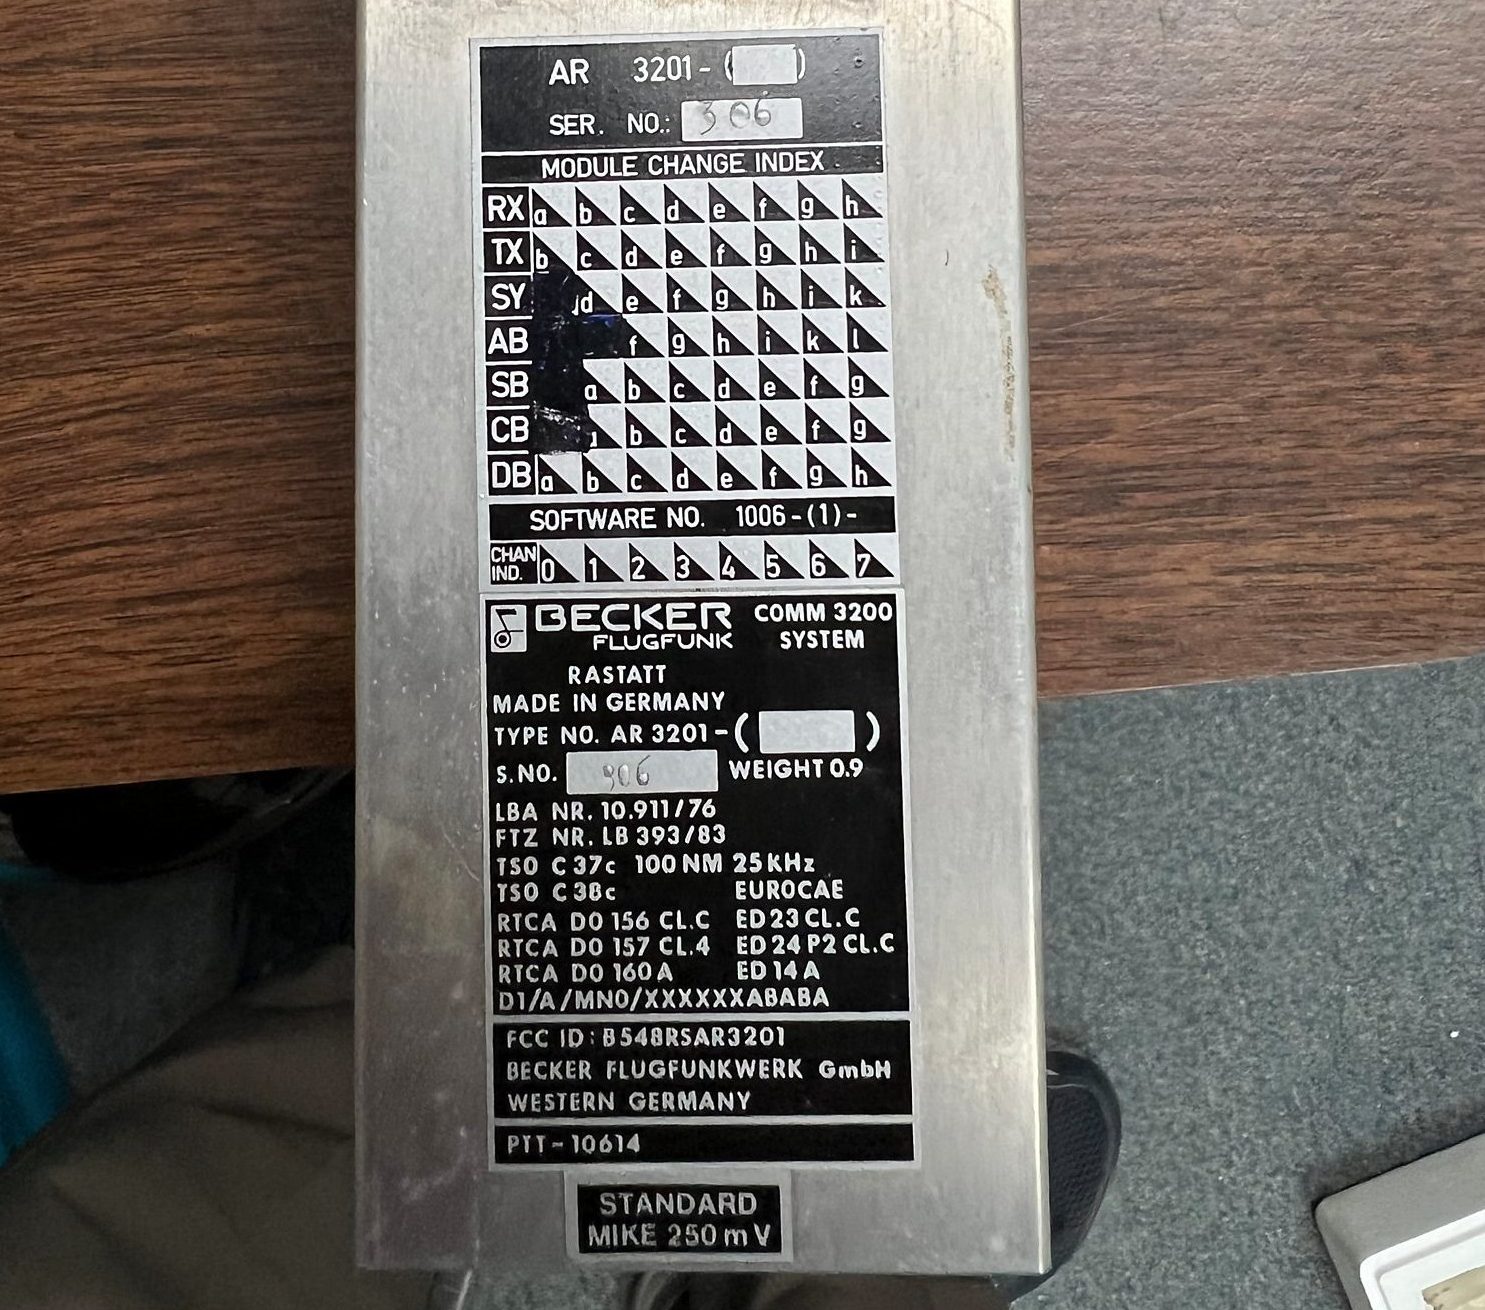 AR 3201-( )
SER. NO.: 306
MODULE CHANGE INDEX
RX a b c d e f g h
TX b c d e f g h i
SY d e f g h i k
AB f g h i k l
SB a b c d e f g
CB b c d e f g
DB a b c d e f g h
SOFTWARE NO. 1006-(1)-
CHAN IND. 0 1 2 3 4 5 6 7
BECKER COMM 3200
FLUGFUNK SYSTEM
RASTATT
MADE IN GERMANY
TYPE NO. AR 3201-( )
S.NO. 306 WEIGHT 0.9
LBA NR. 10.911/76
FTZ NR. LB 393/83
TSO C 37c 100 NM 25 KHz
TSO C 38c EUROCAE
RTCA DO 156 CL.C ED 23 CL.C
RTCA DO 157 CL.4 ED 24 P2 CL.C
RTCA DO 160 A ED 14 A
D1/A/MNO/XXXXXXABABA
FCC ID: B548RSAR3201
BECKER FLUGFUNKWERK GmbH
WESTERN GERMANY
PTT-10614
STANDARD
MIKE 250 mV